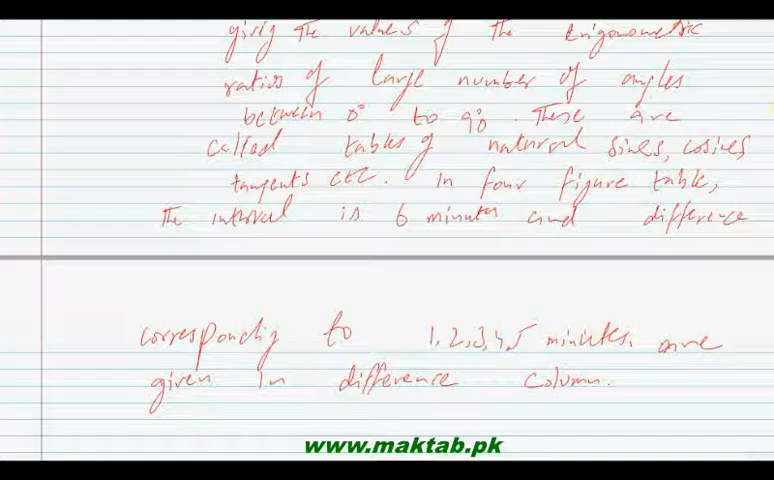 giving the values of the trigonometric
ratios of large number of angles
between 0° to 90. These are
called tables of natural sines, cosines
tangents etc. In four figure table,
The interval is 6 minutes and difference
corresponding to 1,2,3,4,5 minutes. are
given in difference column.
www.maktab.pk